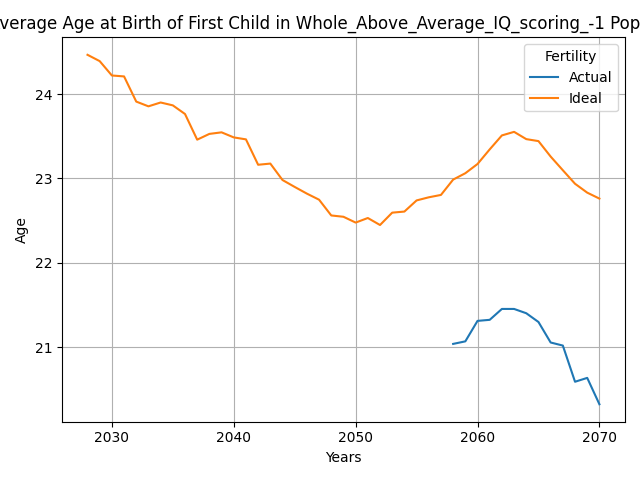 verage Age at Birth of First Child in Whole_Above_Average_IQ_scoring_-1 Pop
Fertility
Actual
Ideal
24
23
22
21
Age
2030 2040 2050 2060 2070
Years